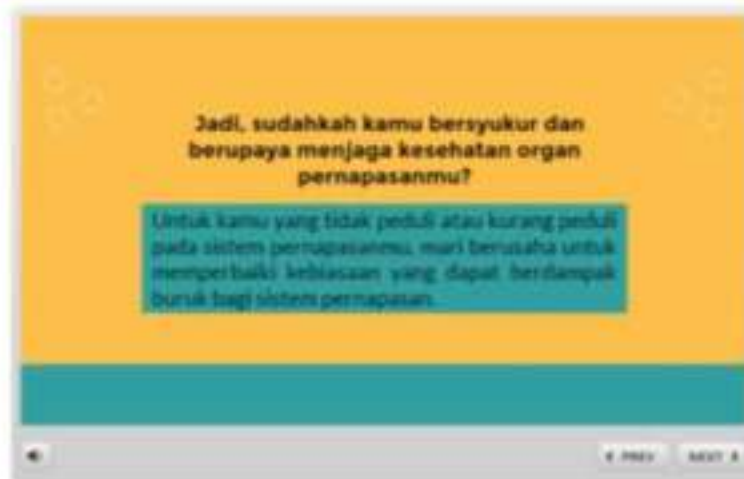 Jadi, sudahkah kamu bersyukur dan
berupaya menjaga kesehatan organ
pernapasanmu?
Untuk kamu yang tidak peduli atau kurang peduli
pada sistem pernapasanmu, mari berusaha untuk
memperbaiki kebiasaan yang dapat berdampak
buruk bagi sistem pernapasan.
PREV
NEXT